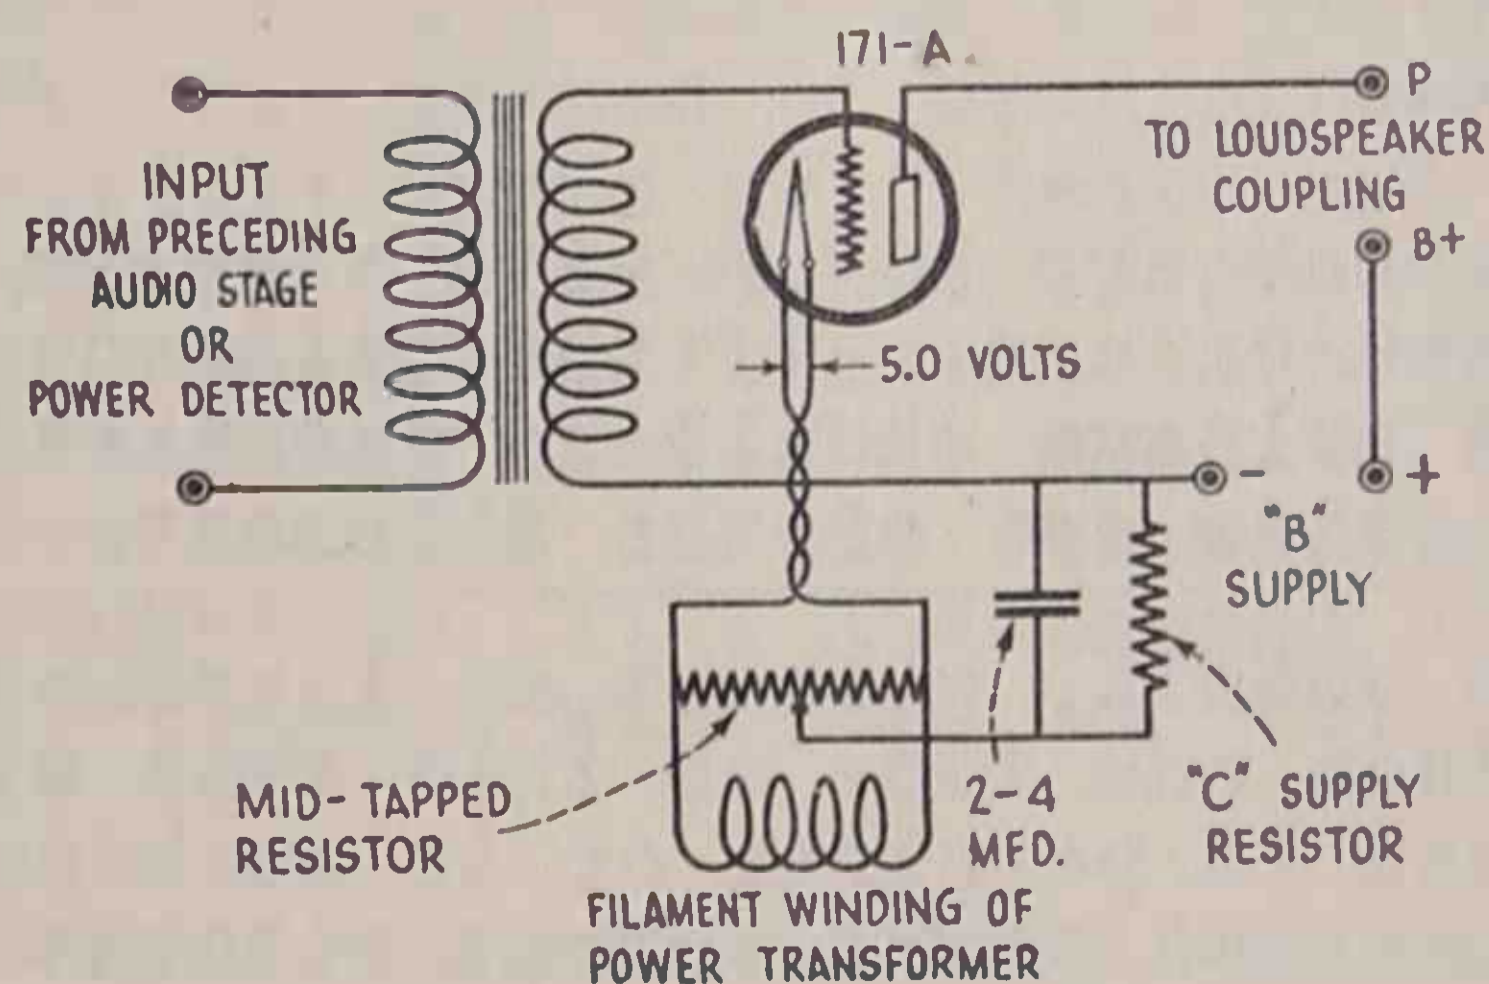 171-A
P
TO LOUDSPEAKER
COUPLING
B+
INPUT
FROM PRECEDING
AUDIO STAGE
OR
POWER DETECTOR
5.0 VOLTS
-
+
"B"
SUPPLY
MID-TAPPED
RESISTOR
2-4
MFD.
"C" SUPPLY
RESISTOR
FILAMENT WINDING OF
POWER TRANSFORMER